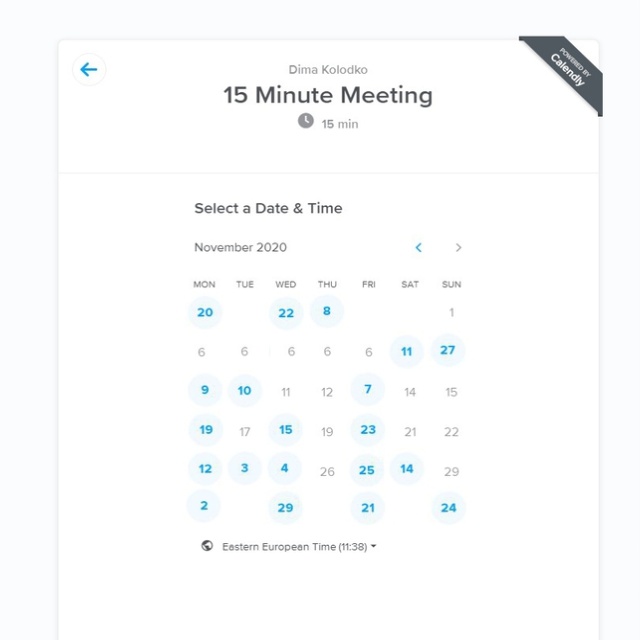 POWERED BY
Calendly
Dima Kolodko
15 Minute Meeting
15 min
Select a Date & Time
November 2020
MON TUE WED THU FRI SAT SUN
20 22 8 1
6 6 6 6 6 11 27
9 10 11 12 7 14 15
19 17 15 19 23 21 22
12 3 4 26 25 14 29
2 29 21 24
Eastern European Time (11:38)